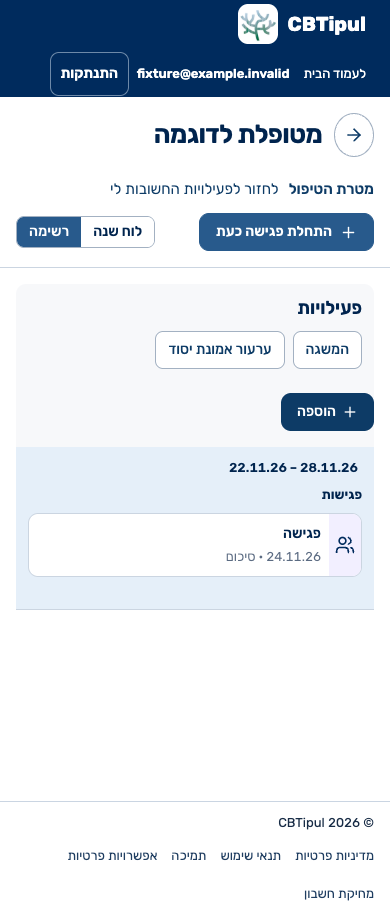 CBTipul
לעמוד הבית fixture@example.invalid התנתקות
מטופלת לדוגמה
מטרת הטיפול לחזור לפעילויות החשובות לי
התחלת פגישה כעת
לוח שנה רשימה
פעילויות
המשגה ערעור אמונת יסוד
הוספה
22.11.26 – 28.11.26
פגישות
פגישה
24.11.26 • סיכום
© 2026 CBTipul
מדיניות פרטיות תנאי שימוש תמיכה אפשרויות פרטיות
מחיקת חשבון